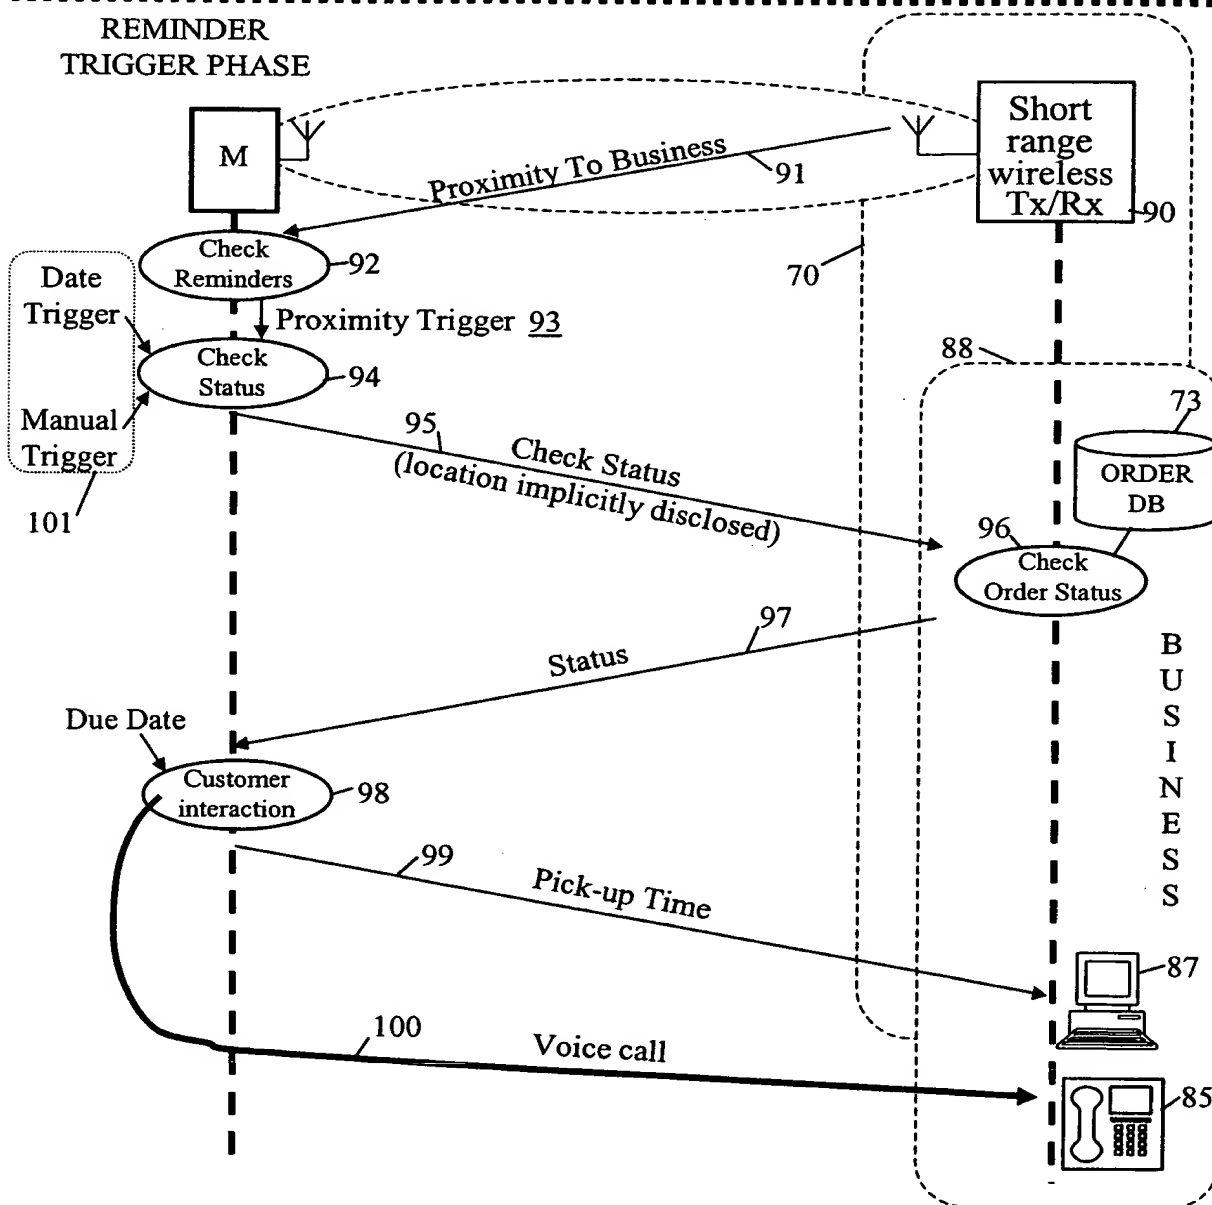 REMINDER
TRIGGER PHASE
M
Short
range
wireless
Tx/Rx
90
Proximity To Business
91
Check
Reminders
92
70
Date
Trigger
Proximity Trigger 93
Check
Status
94
88
Manual
Trigger
101
95
Check Status
(location implicitly disclosed)
73
ORDER
DB
96
Check
Order Status
97
Status
BUSINESS
Due Date
Customer
interaction
98
99
Pick-up Time
87
100
Voice call
85